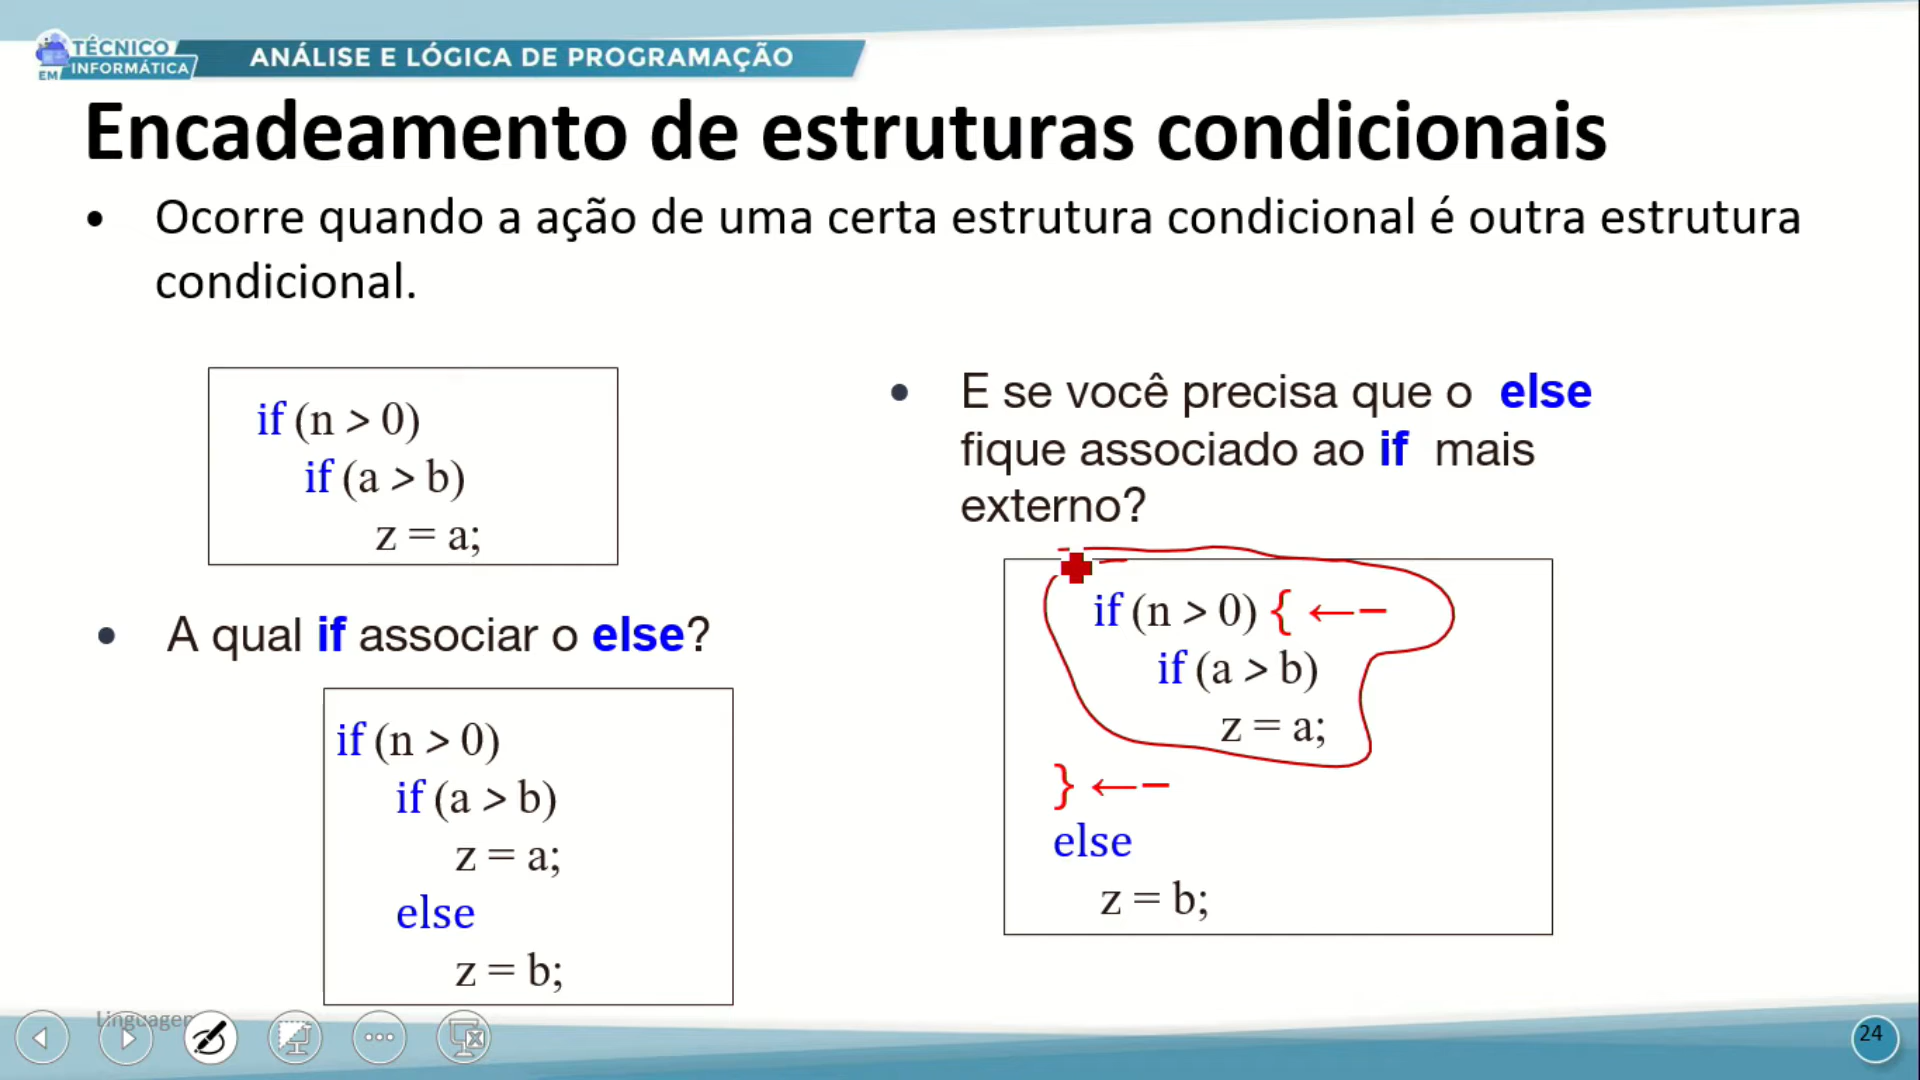 TÉCNICO
EM INFORMÁTICA
ANÁLISE E LÓGICA DE PROGRAMAÇÃO
Encadeamento de estruturas condicionais
• Ocorre quando a ação de uma certa estrutura condicional é outra estrutura
condicional.
if (n > 0)
if (a > b)
z = a;
• A qual if associar o else?
if (n > 0)
if (a > b)
z = a;
else
z = b;
• E se você precisa que o else
fique associado ao if mais
externo?
if (n > 0) { ←–
if (a > b)
z = a;
} ←–
else
z = b;
24